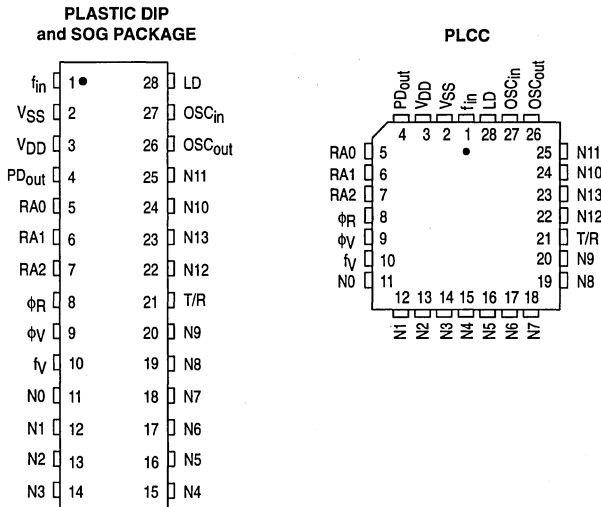 PLASTIC DIP
and SOG PACKAGE
fin 1 28 LD
VSS 2 27 OSCin
VDD 3 26 OSCout
PDout 4 25 N11
RA0 5 24 N10
RA1 6 23 N13
RA2 7 22 N12
ϕR 8 21 T/R
ϕV 9 20 N9
fV 10 19 N8
N0 11 18 N7
N1 12 17 N6
N2 13 16 N5
N3 14 15 N4
PLCC
PDout VDD VSS fin LD OSCin OSCout
4 3 2 1 28 27 26
RA0 5 25 N11
RA1 6 24 N10
RA2 7 23 N13
ϕR 8 22 N12
ϕV 9 21 T/R
fV 10 20 N9
N0 11 19 N8
12 13 14 15 16 17 18
N1 N2 N3 N4 N5 N6 N7